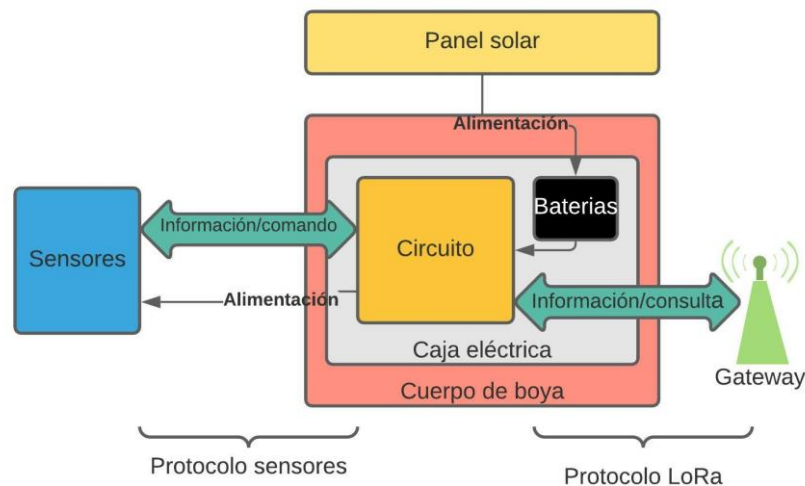 Panel solar
Alimentación
Baterias
Información/comando
Sensores
Circuito
Alimentación
Información/consulta
Caja eléctrica
Gateway
Cuerpo de boya
Protocolo sensores
Protocolo LoRa